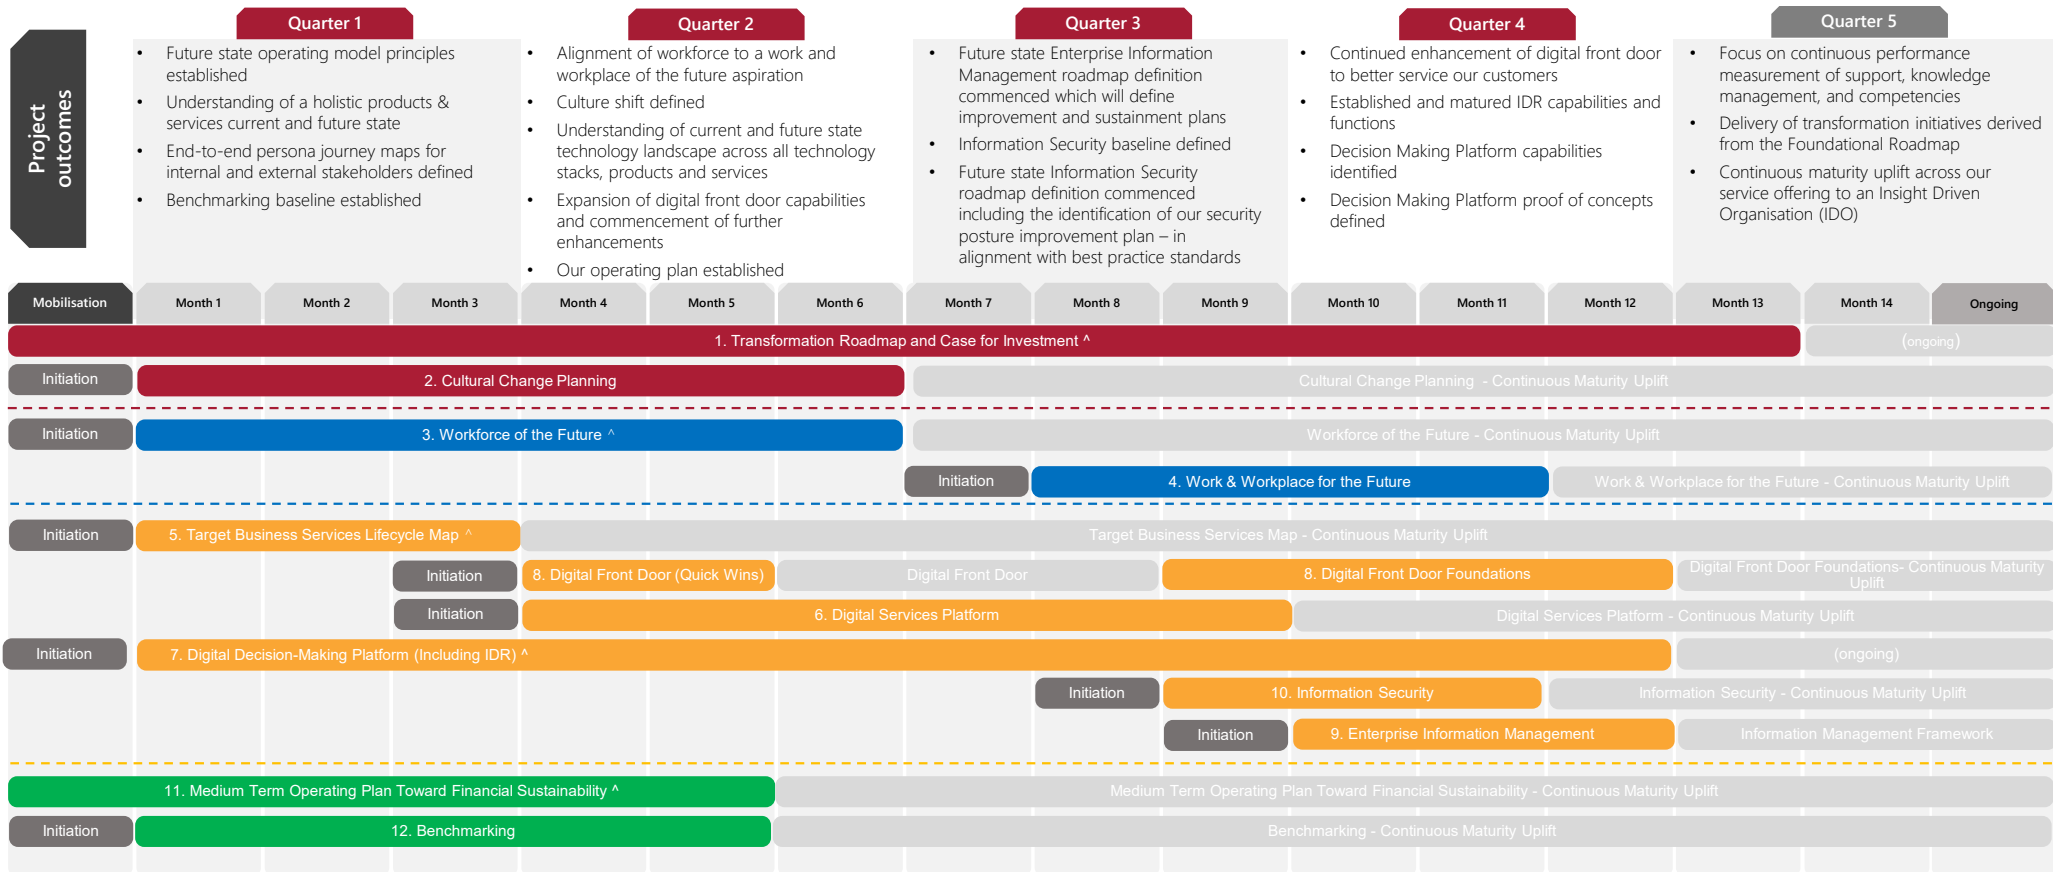 Quarter 1
Quarter 2
Quarter 3
Quarter 4
Quarter 5
Project
outcomes
• Future state operating model principles
established
• Understanding of a holistic products &
services current and future state
• End-to-end persona journey maps for
internal and external stakeholders defined
• Benchmarking baseline established
• Alignment of workforce to a work and
workplace of the future aspiration
• Culture shift defined
• Understanding of current and future state
technology landscape across all technology
stacks, products and services
• Expansion of digital front door capabilities
and commencement of further
enhancements
• Our operating plan established
• Future state Enterprise Information
Management roadmap definition
commenced which will define
improvement and sustainment plans
• Information Security baseline defined
• Future state Information Security
roadmap definition commenced
including the identification of our security
posture improvement plan – in
alignment with best practice standards
• Continued enhancement of digital front door
to better service our customers
• Established and matured IDR capabilities and
functions
• Decision Making Platform capabilities
identified
• Decision Making Platform proof of concepts
defined
• Focus on continuous performance
measurement of support, knowledge
management, and competencies
• Delivery of transformation initiatives derived
from the Foundational Roadmap
• Continuous maturity uplift across our
service offering to an Insight Driven
Organisation (IDO)
Mobilisation
Month 1
Month 2
Month 3
Month 4
Month 5
Month 6
Month 7
Month 8
Month 9
Month 10
Month 11
Month 12
Month 13
Month 14
Ongoing
1. Transformation Roadmap and Case for Investment ^
(ongoing)
Initiation
2. Cultural Change Planning
Cultural Change Planning - Continuous Maturity Uplift
Initiation
3. Workforce of the Future ^
Workforce of the Future - Continuous Maturity Uplift
Initiation
4. Work & Workplace for the Future
Work & Workplace for the Future - Continuous Maturity Uplift
Initiation
5. Target Business Services Lifecycle Map ^
Target Business Services Map - Continuous Maturity Uplift
Initiation
8. Digital Front Door (Quick Wins)
Digital Front Door
8. Digital Front Door Foundations
Digital Front Door Foundations- Continuous Maturity
Uplift
Initiation
6. Digital Services Platform
Digital Services Platform - Continuous Maturity Uplift
Initiation
7. Digital Decision-Making Platform (Including IDR) ^
(ongoing)
Initiation
10. Information Security
Information Security - Continuous Maturity Uplift
Initiation
9. Enterprise Information Management
Information Management Framework
11. Medium Term Operating Plan Toward Financial Sustainability ^
Medium Term Operating Plan Toward Financial Sustainability - Continuous Maturity Uplift
Initiation
12. Benchmarking
Benchmarking - Continuous Maturity Uplift